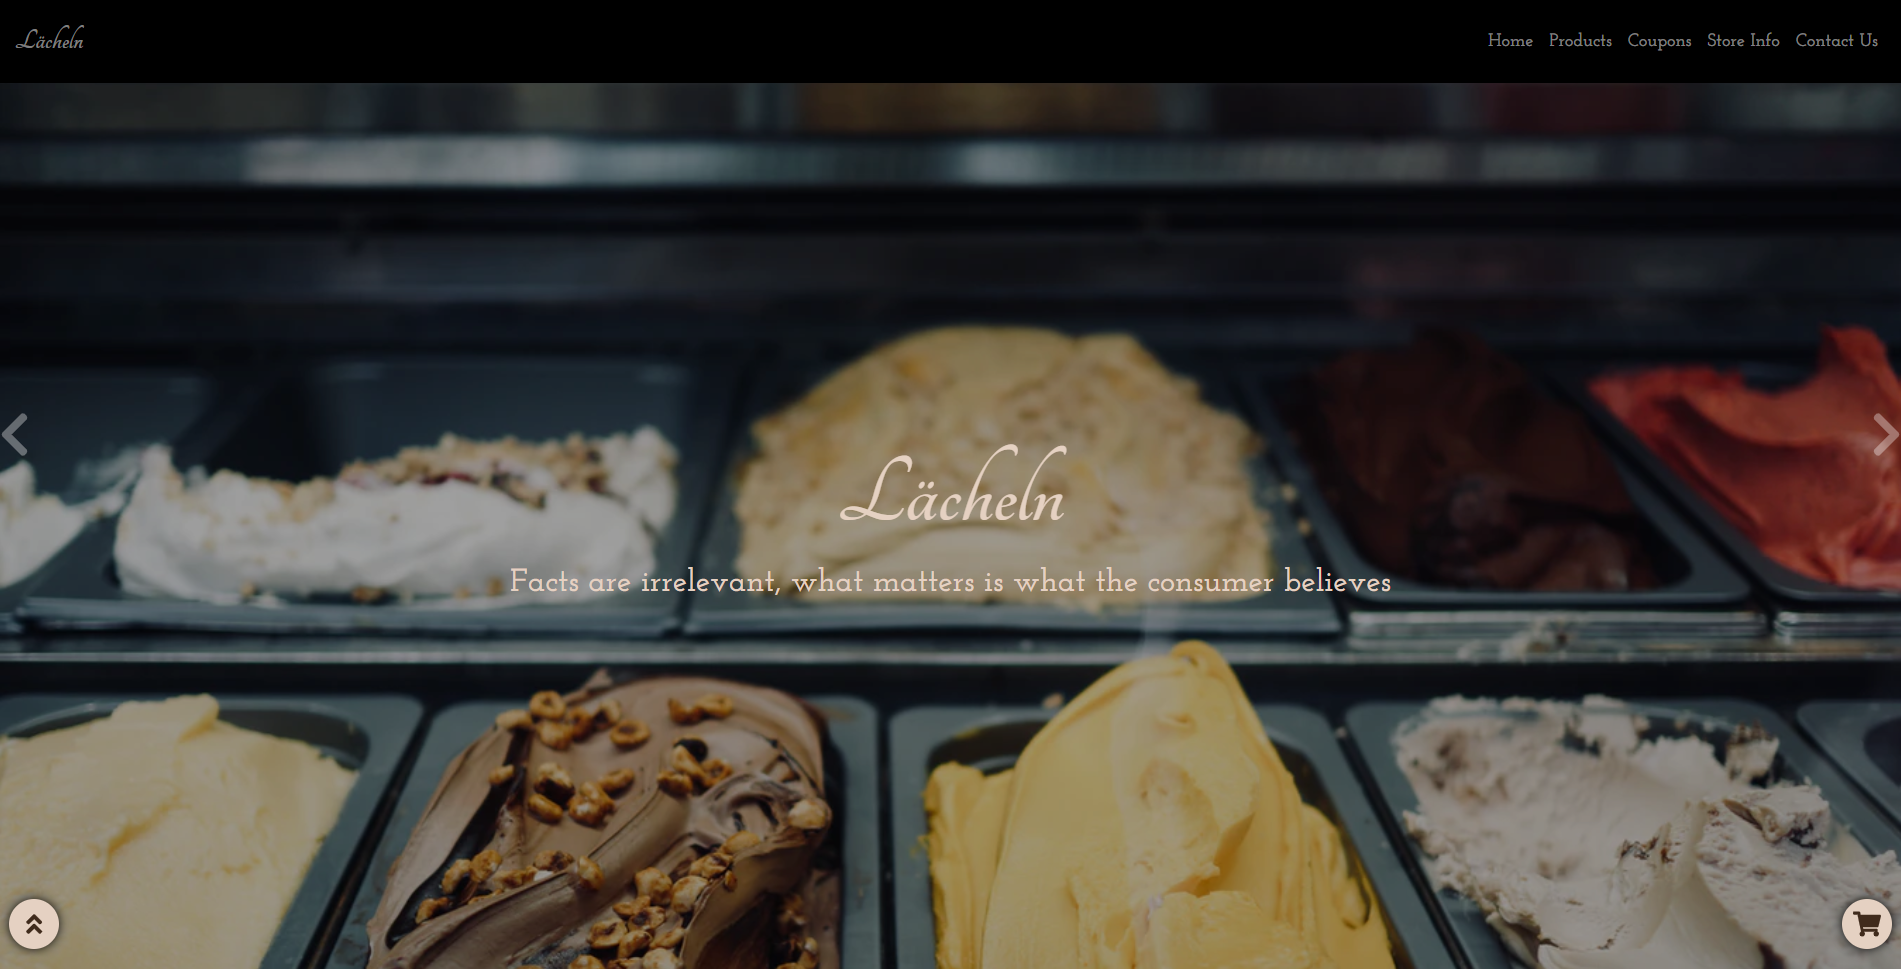 Lächeln
Home Products Coupons Store Info Contact Us
Lächeln
Facts are irrelevant, what matters is what the consumer believes